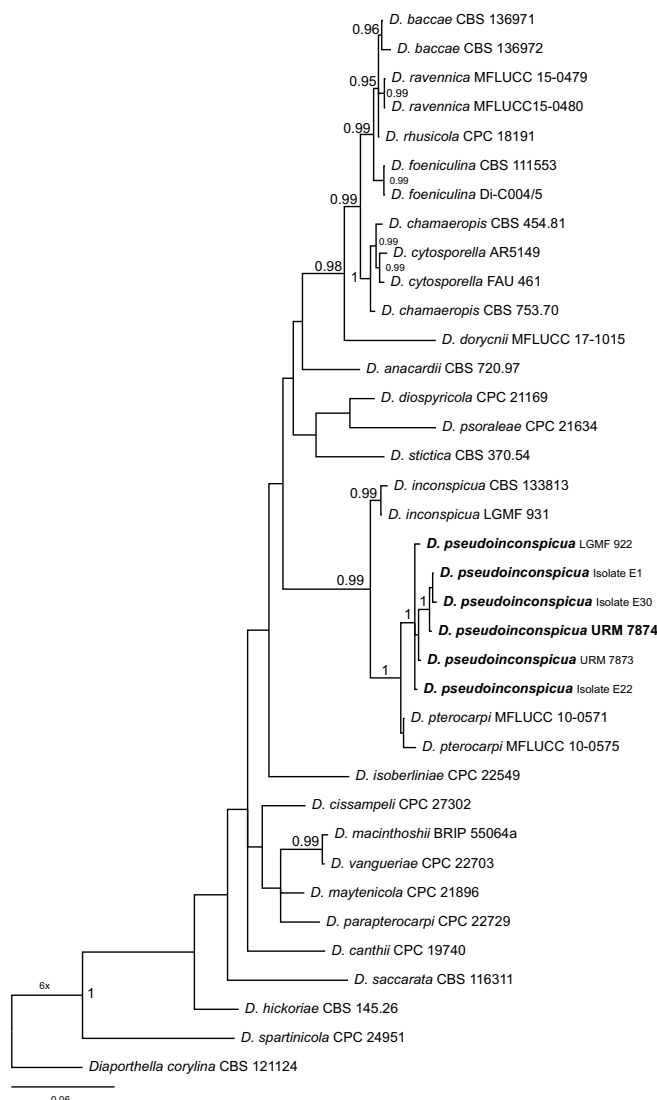 D. baccae CBS 136971
0.96
D. baccae CBS 136972
D. ravennica MFLUCC 15-0479
0.95
0.99
D. ravennica MFLUCC15-0480
0.99
D. rhusicola CPC 18191
D. foeniculina CBS 111553
0.99
D. foeniculina Di-C004/5
0.99
D. chamaeropis CBS 454.81
0.99
D. cytosporella AR5149
0.98
0.99
1
D. cytosporella FAU 461
D. chamaeropis CBS 753.70
D. dorycnii MFLUCC 17-1015
D. anacardii CBS 720.97
D. diospyricola CPC 21169
D. psoraleae CPC 21634
D. stictica CBS 370.54
D. inconspicua CBS 133813
0.99
D. inconspicua LGMF 931
D. pseudoinconspicua LGMF 922
D. pseudoinconspicua Isolate E1
0.99
D. pseudoinconspicua Isolate E30
1
1
D. pseudoinconspicua URM 7874
D. pseudoinconspicua URM 7873
1
D. pseudoinconspicua Isolate E22
D. pterocarpi MFLUCC 10-0571
D. pterocarpi MFLUCC 10-0575
D. isoberliniae CPC 22549
D. cissampeli CPC 27302
D. macinthoshii BRIP 55064a
0.99
D. vangueriae CPC 22703
D. maytenicola CPC 21896
D. parapterocarpi CPC 22729
D. canthii CPC 19740
D. saccarata CBS 116311
6x
1
D. hickoriae CBS 145.26
D. spartinicola CPC 24951
Diaporthella corylina CBS 121124
0.06